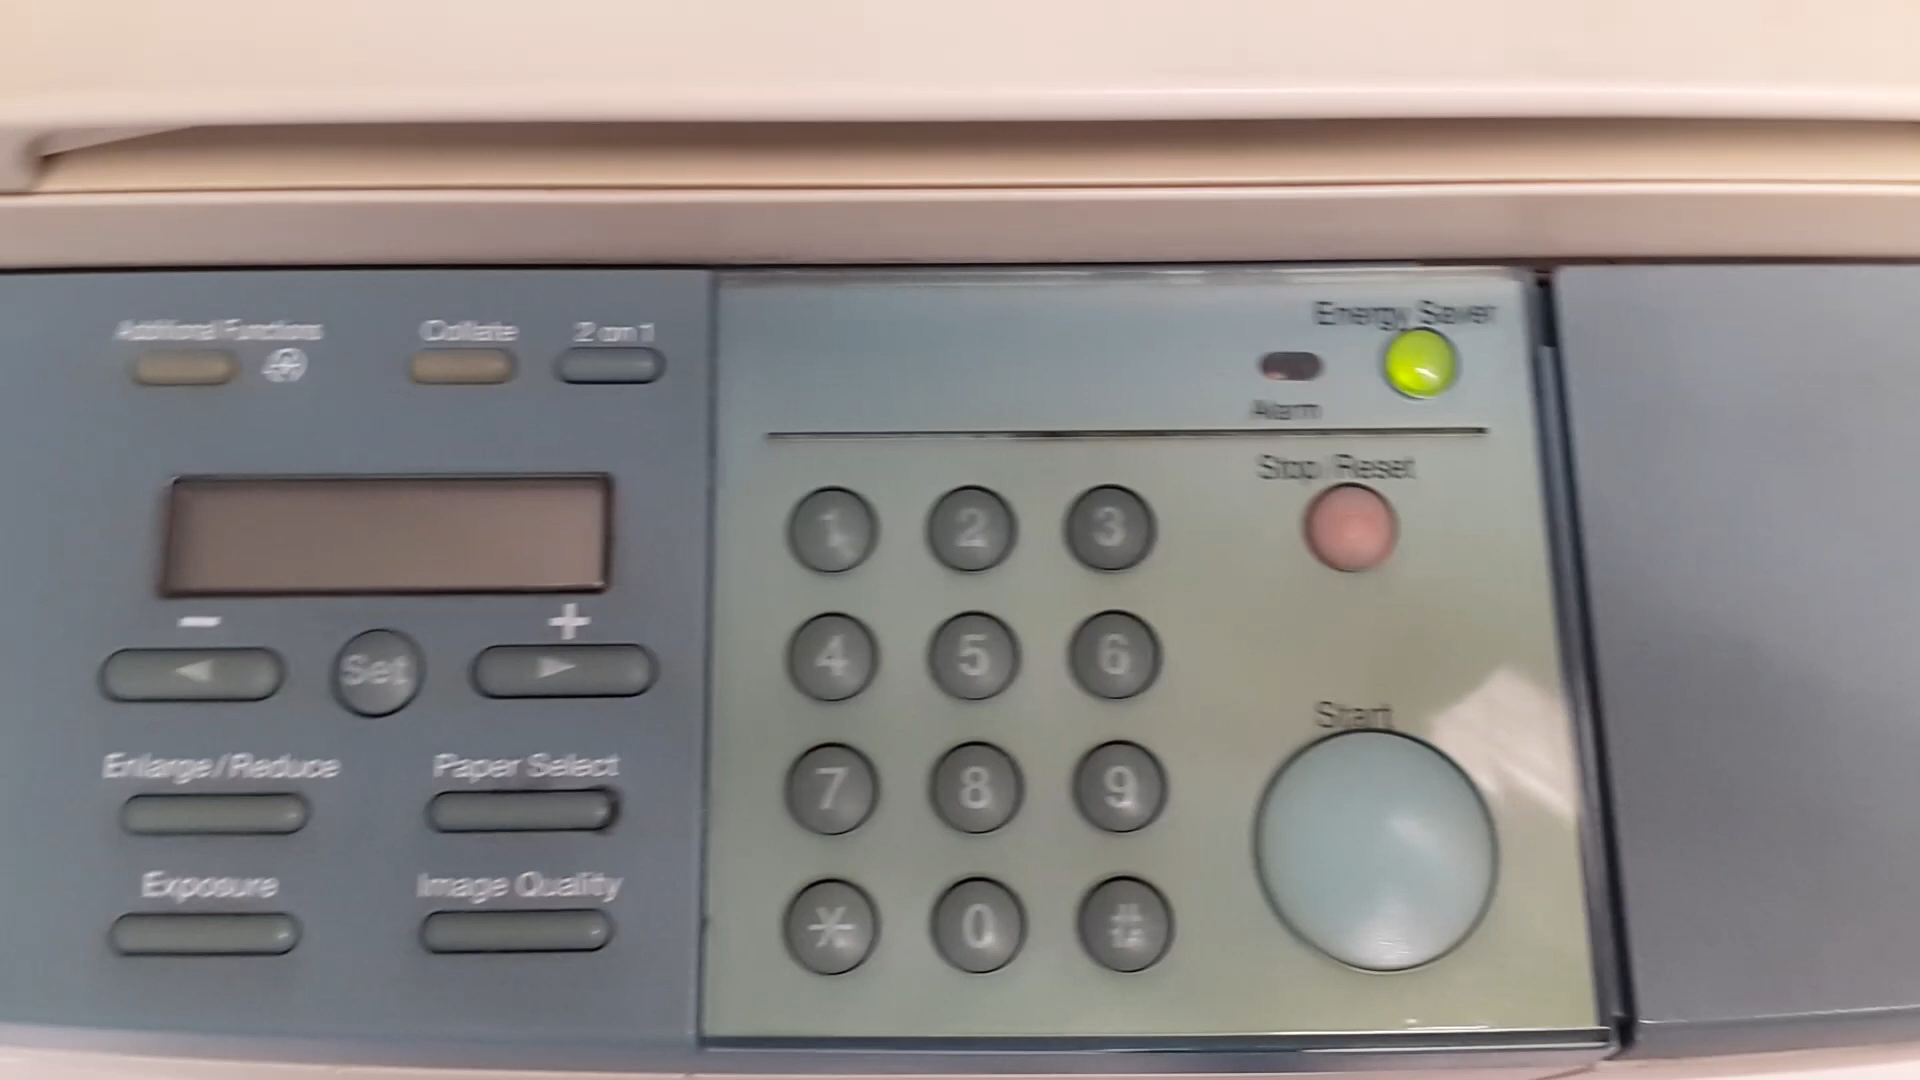 Additional Functions
Collate
2 on 1
Energy Saver
Alarm
Stop/Reset
1 2 3
- +
Set
4 5 6
Start
Enlarge/Reduce
Paper Select
7 8 9
Exposure
Image Quality
* 0 #